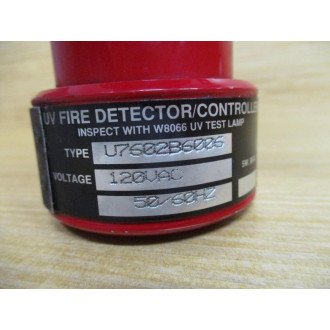 UV FIRE DETECTOR/CONTROLLE
INSPECT WITH W8066 UV TEST LAMP
TYPE U7602B6006
VOLTAGE 120VAC
50/60HZ